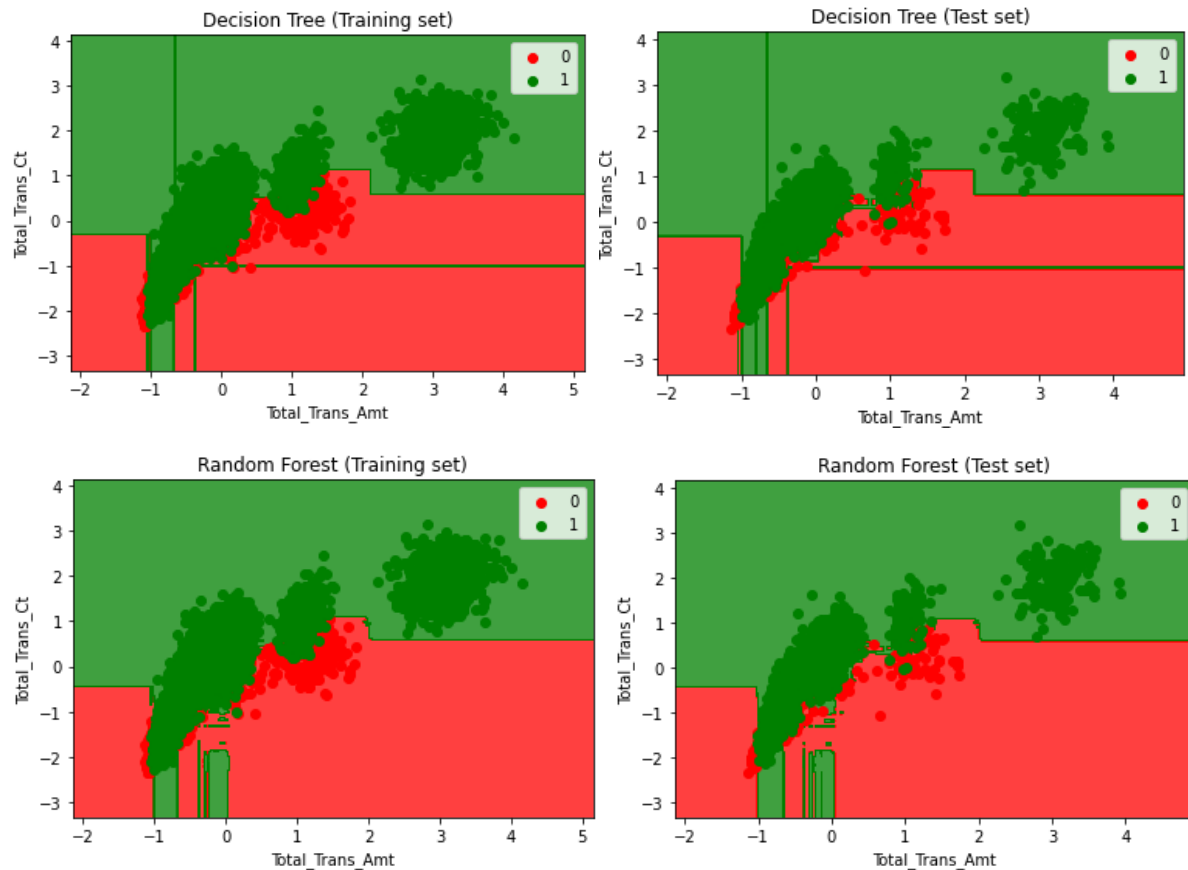 Decision Tree (Training set)
4
3
2
1
0
−1
−2
−3
Total_Trans_Ct
0
1
−2 −1 0 1 2 3 4 5
Total_Trans_Amt
Decision Tree (Test set)
4
3
2
1
0
−1
−2
−3
Total_Trans_Ct
0
1
−2 −1 0 1 2 3 4
Total_Trans_Amt
Random Forest (Training set)
4
3
2
1
0
−1
−2
−3
Total_Trans_Ct
0
1
−2 −1 0 1 2 3 4 5
Total_Trans_Amt
Random Forest (Test set)
4
3
2
1
0
−1
−2
−3
Total_Trans_Ct
0
1
−2 −1 0 1 2 3 4
Total_Trans_Amt